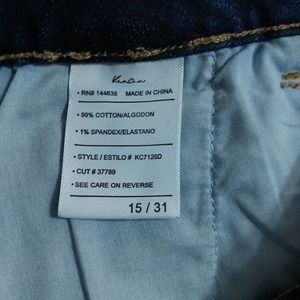 KanCan
• RN# 144635 MADE IN CHINA
• 99% COTTON/ALGODON
• 1% SPANDEX/ELASTANO
• STYLE / ESTILO # KC7126D
• CUT # 37799
• SEE CARE ON REVERSE
15 / 31